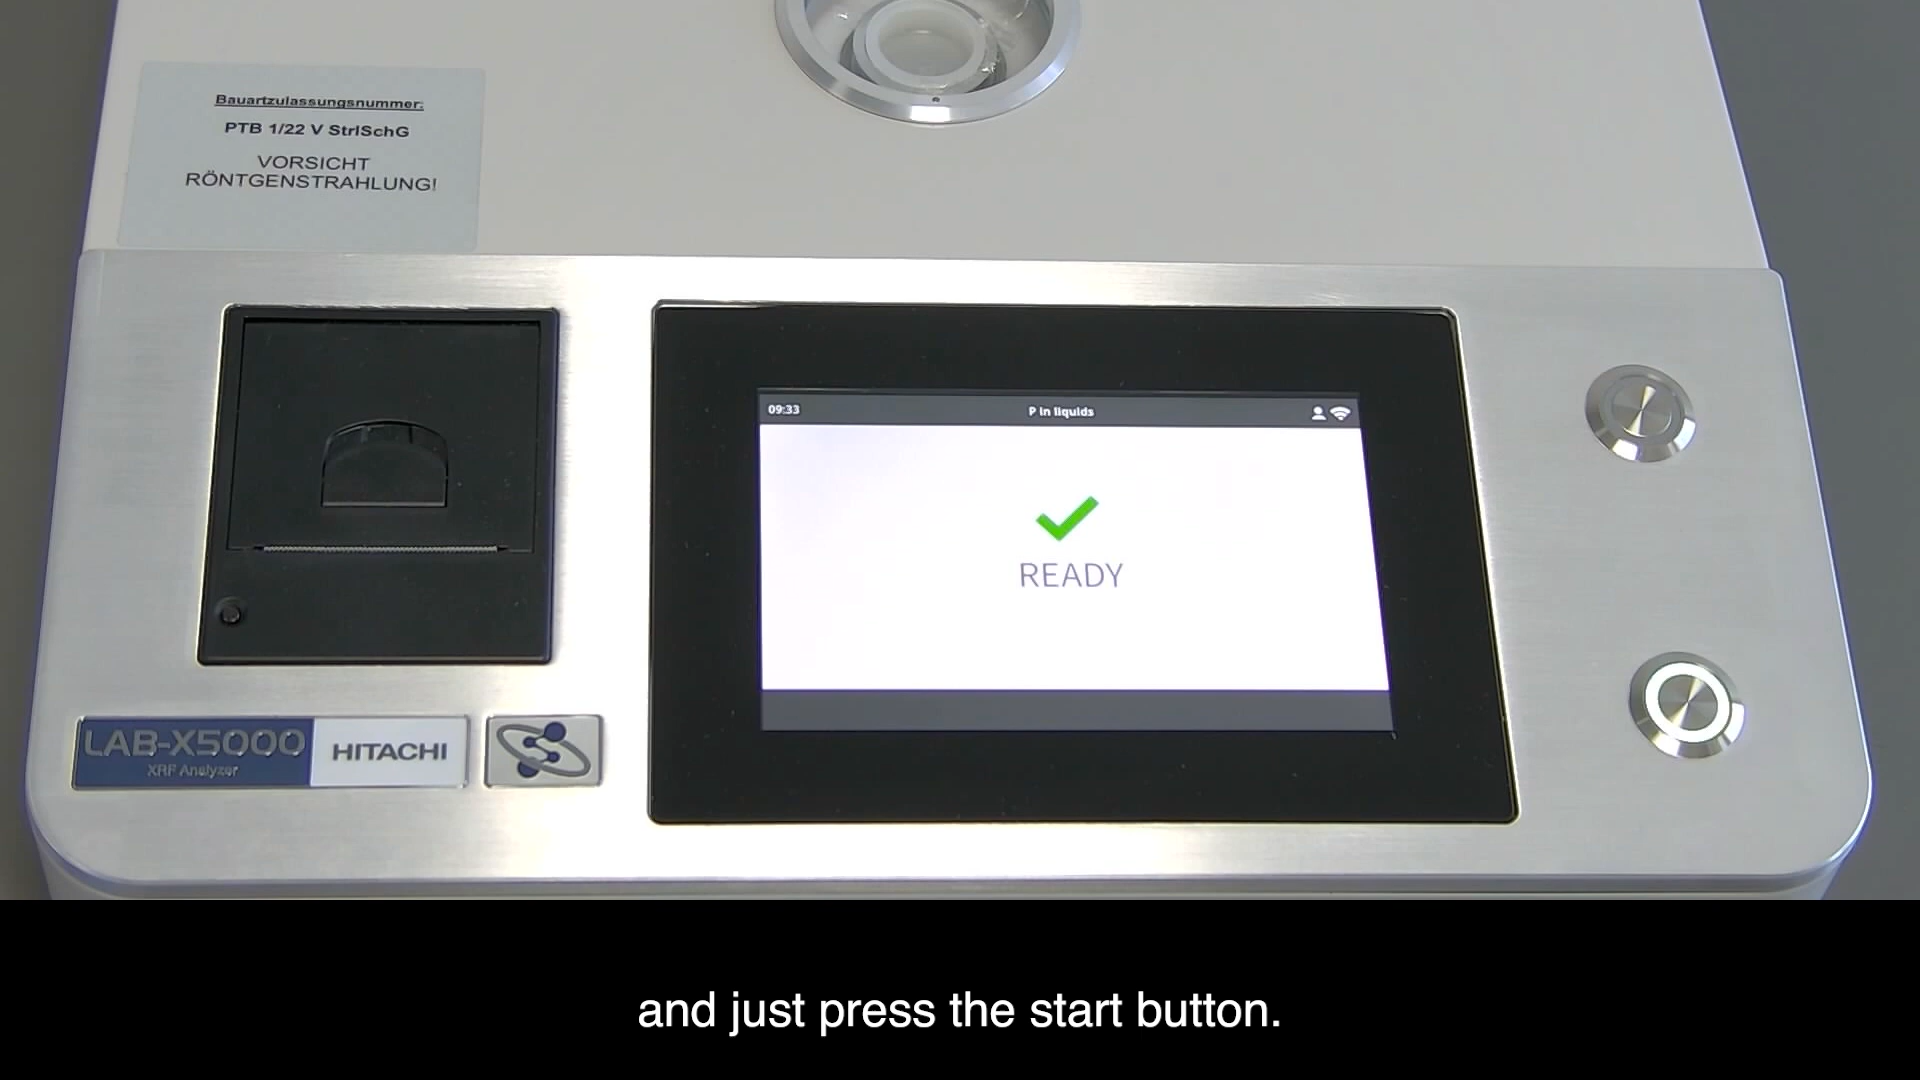 Bauartzulassungsnummer:
PTB 1/22 V StrlSchG
VORSICHT
RÖNTGENSTRAHLUNG!
09:33
P in liquids
READY
LAB-X5000
XRF Analyzer
HITACHI
and just press the start button.